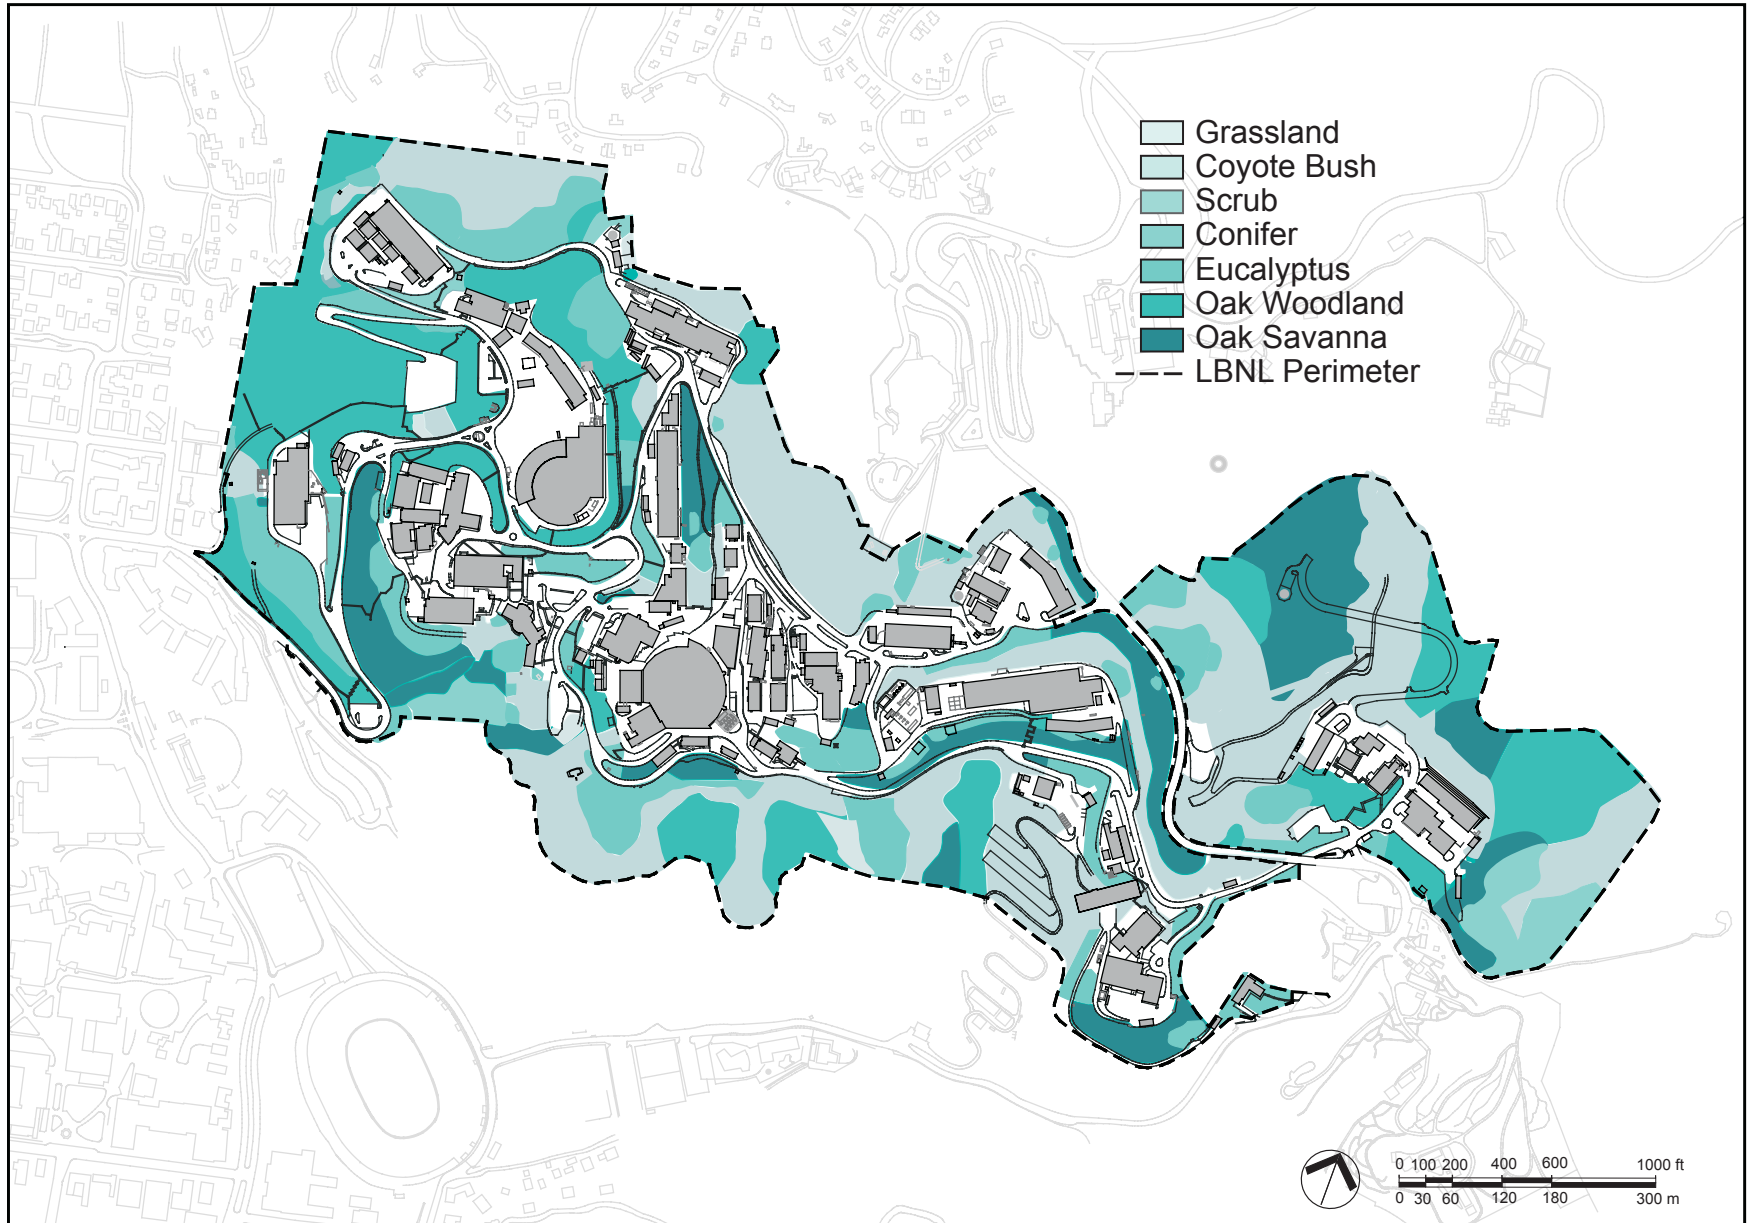 Grassland
Coyote Bush
Scrub
Conifer
Eucalyptus
Oak Woodland
Oak Savanna
LBNL Perimeter
0 100 200 400 600 1000 ft
0 30 60 120 180 300 m